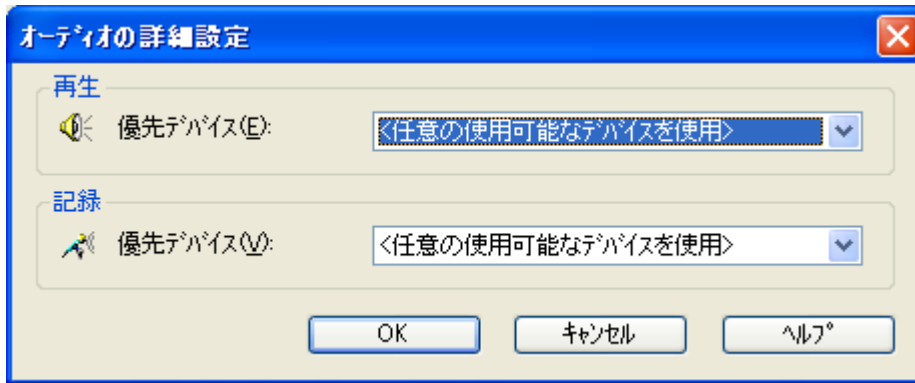 オーディオの詳細設定
再生
優先デバイス(E): <任意の使用可能なデバイスを使用>
記録
優先デバイス(V): <任意の使用可能なデバイスを使用>
OK キャンセル ヘルプ